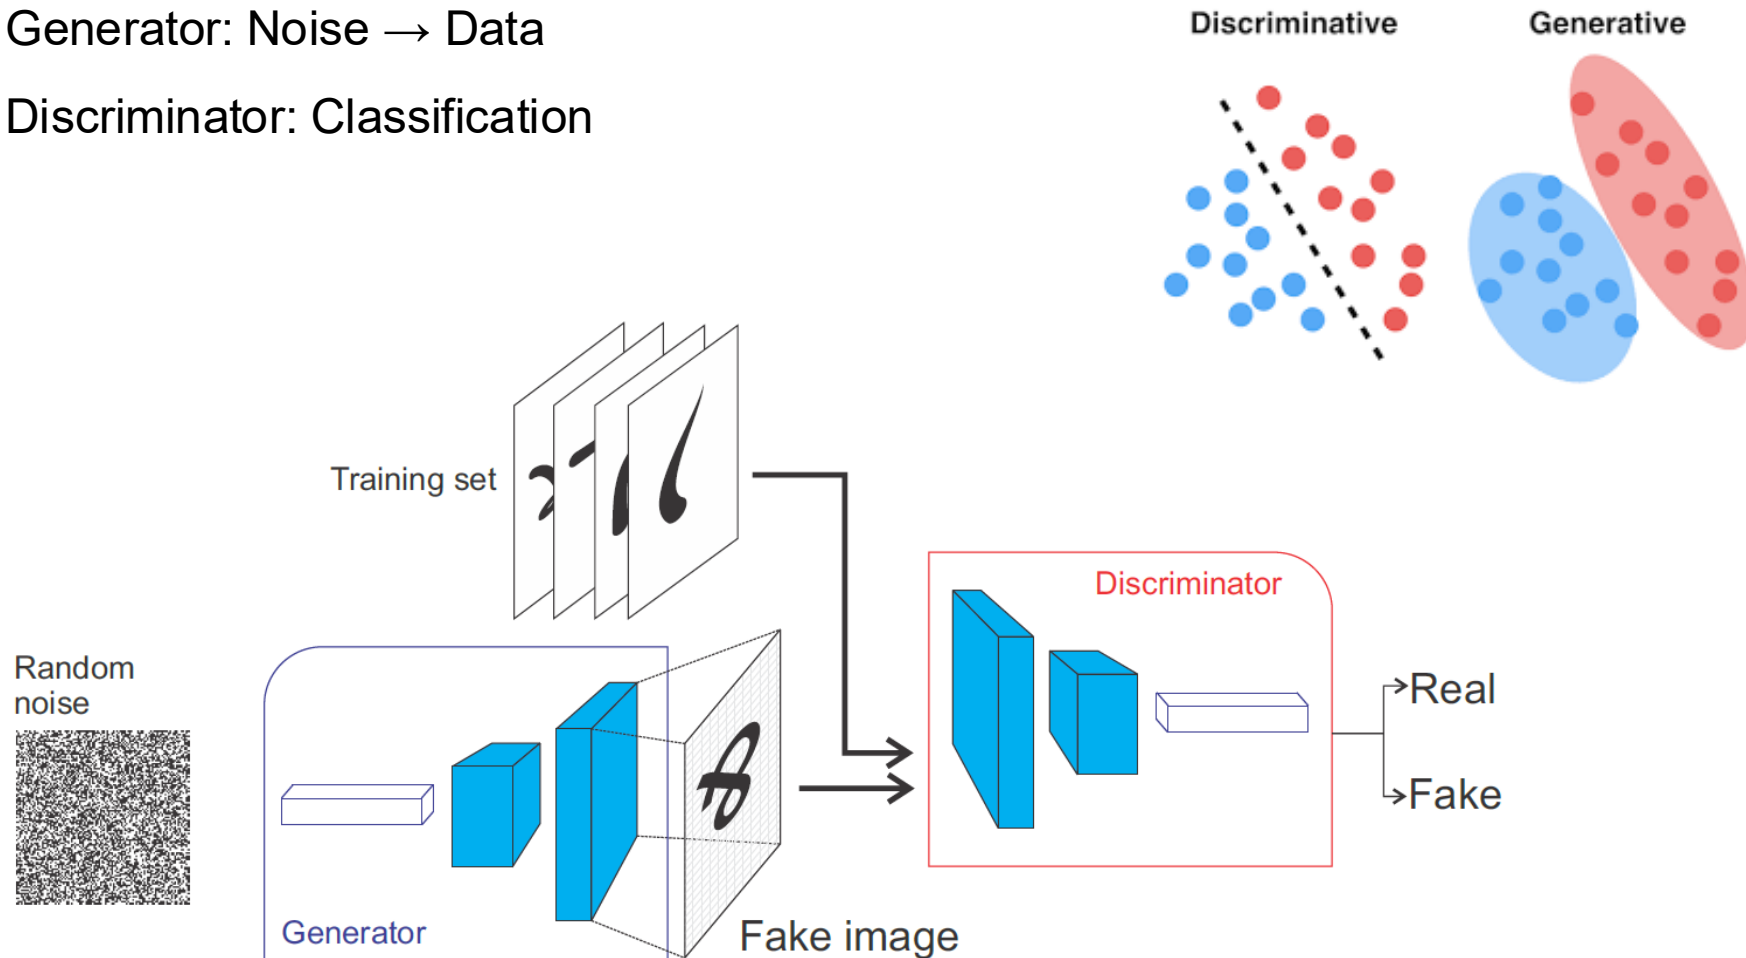 Generator: Noise → Data
Discriminator: Classification
Discriminative
Generative
Training set
Random
noise
Generator
Fake image
Discriminator
Real
Fake